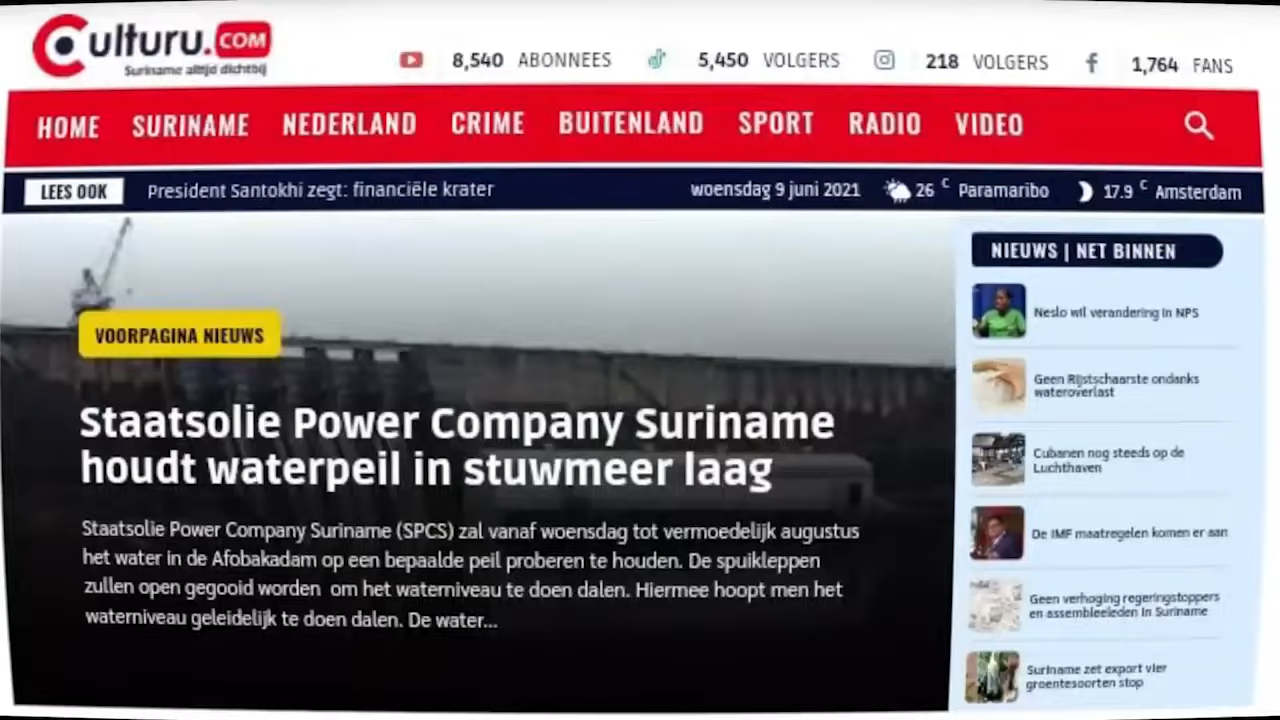 Culturu.COM
Suriname altijd dichtbij
8,540 ABONNEES 5,450 VOLGERS 218 VOLGERS 1,764 FANS
HOME SURINAME NEDERLAND CRIME BUITENLAND SPORT RADIO VIDEO
LEES OOK President Santokhi zegt: financiële krater woensdag 9 juni 2021 26 C Paramaribo 17.9 C Amsterdam
VOORPAGINA NIEUWS
Staatsolie Power Company Suriname
houdt waterpeil in stuwmeer laag
Staatsolie Power Company Suriname (SPCS) zal vanaf woensdag tot vermoedelijk augustus
het water in de Afobakadam op een bepaalde peil proberen te houden. De spuikleppen
zullen open gegooid worden om het waterniveau te doen dalen. Hiermee hoopt men het
waterniveau geleidelijk te doen dalen. De water...
NIEUWS | NET BINNEN
Neslo wil verandering in NPS
Geen Rijstschaarste ondanks
wateroverlast
Cubanen nog steeds op de
Luchthaven
De IMF maatregelen komen er aan
Geen verhoging regeringstoppers
en assembleeleden in Suriname
Suriname zet export vier
groentesoorten stop